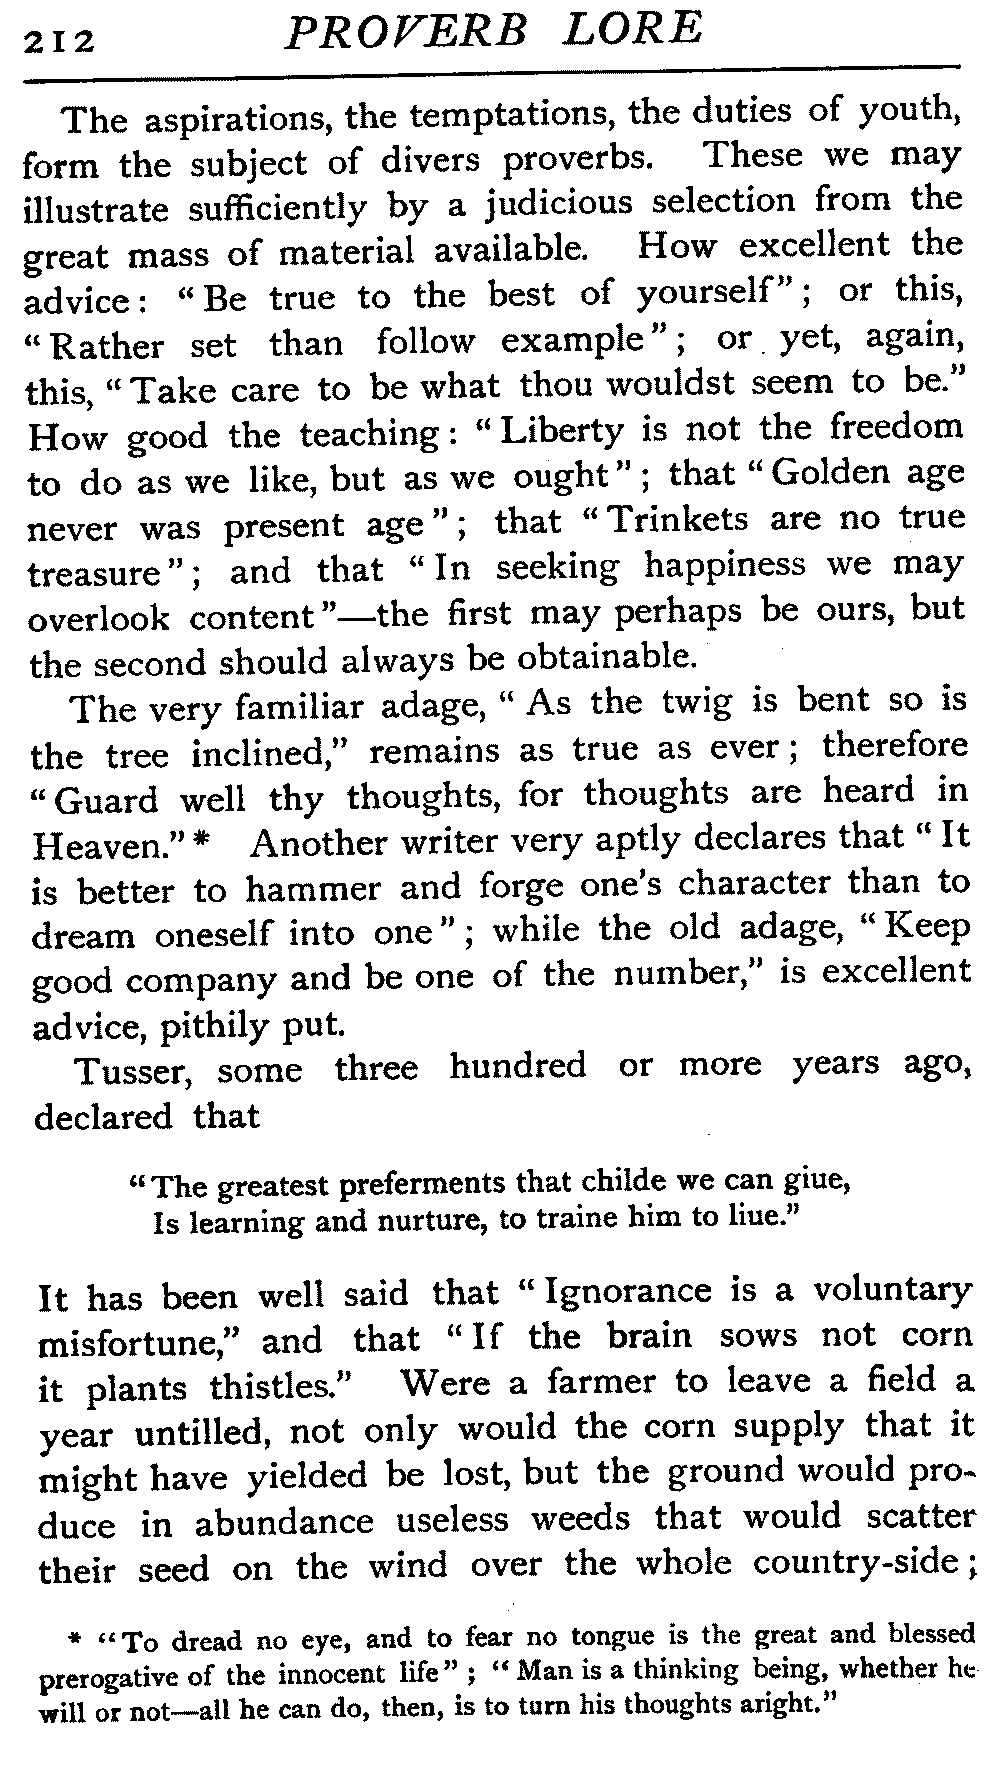 212 PROVERB LORE
The aspirations, the temptations, the duties of youth,
form the subject of divers proverbs. These we may
illustrate sufficiently by a judicious selection from the
great mass of material available. How excellent the
advice: “Be true to the best of yourself”; or this,
“Rather set than follow example”; or yet, again,
this, “Take care to be what thou wouldst seem to be.”
How good the teaching: “Liberty is not the freedom
to do as we like, but as we ought”; that “Golden age
never was present age”; that “Trinkets are no true
treasure”; and that “In seeking happiness we may
overlook content”—the first may perhaps be ours, but
the second should always be obtainable.
The very familiar adage, “As the twig is bent so is
the tree inclined,” remains as true as ever; therefore
“Guard well thy thoughts, for thoughts are heard in
Heaven.”* Another writer very aptly declares that “It
is better to hammer and forge one's character than to
dream oneself into one”; while the old adage, “Keep
good company and be one of the number,” is excellent
advice, pithily put.
Tusser, some three hundred or more years ago,
declared that
“The greatest preferments that childe we can giue,
Is learning and nurture, to traine him to liue.”
It has been well said that “Ignorance is a voluntary
misfortune,” and that “If the brain sows not corn
it plants thistles.” Were a farmer to leave a field a
year untilled, not only would the corn supply that it
might have yielded be lost, but the ground would pro-
duce in abundance useless weeds that would scatter
their seed on the wind over the whole country-side;
* “To dread no eye, and to fear no tongue is the great and blessed
prerogative of the innocent life”; “Man is a thinking being, whether he
will or not—all he can do, then, is to turn his thoughts aright.”